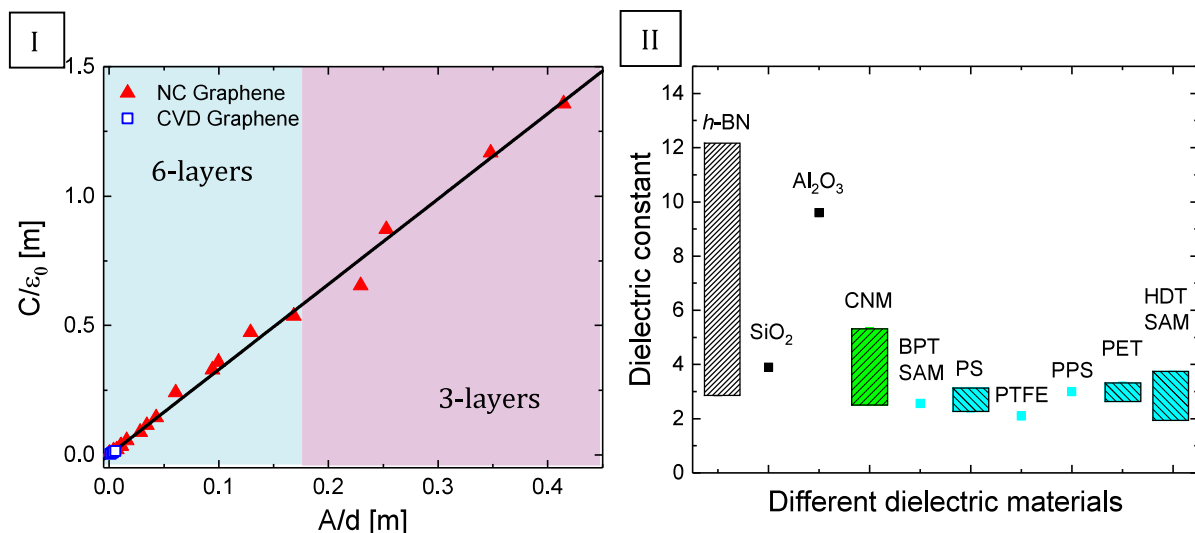 I
1.5
1.0
0.5
0.0
C/ε₀ [m]
NC Graphene
CVD Graphene
6-layers
3-layers
0.0 0.1 0.2 0.3 0.4
A/d [m]
II
14
12
10
8
6
4
2
0
Dielectric constant
h-BN
SiO₂
Al₂O₃
CNM
BPT
SAM
PS
PTFE
PPS
PET
HDT
SAM
Different dielectric materials